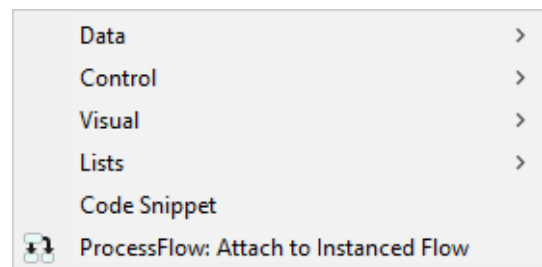 Data
Control
Visual
Lists
Code Snippet
ProcessFlow: Attach to Instanced Flow